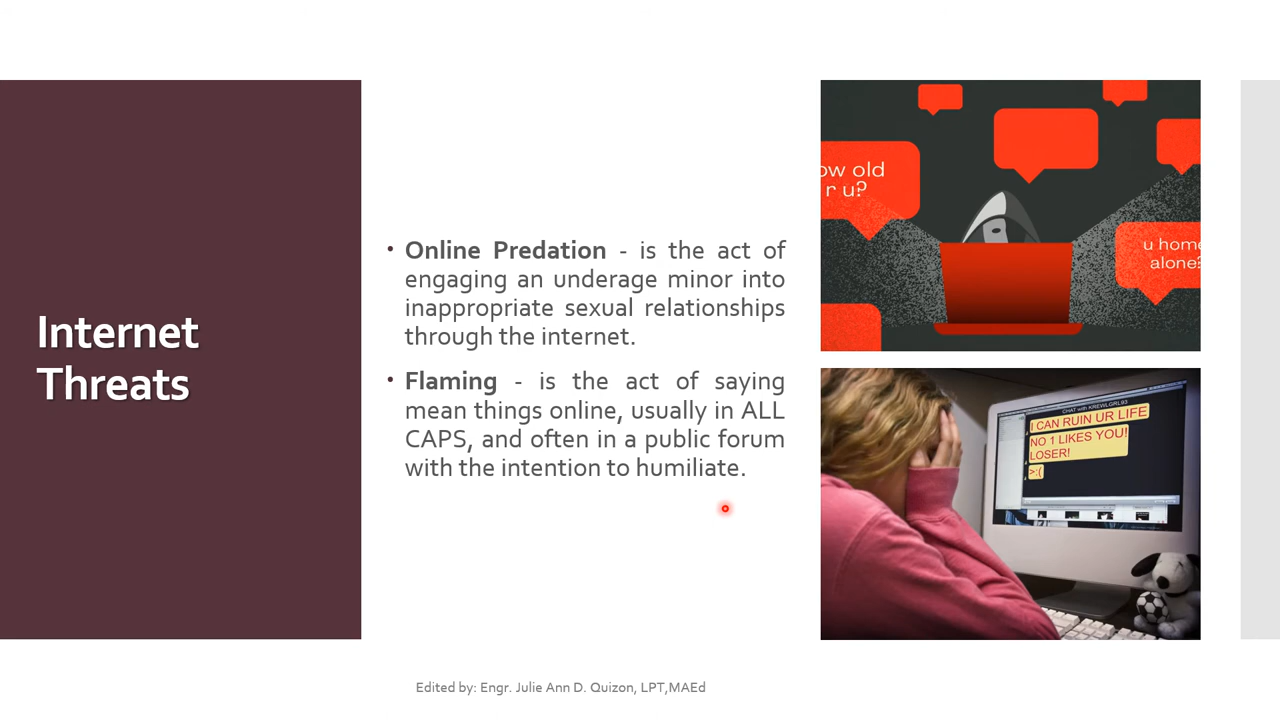 Internet
Threats
• Online Predation - is the act of
engaging an underage minor into
inappropriate sexual relationships
through the internet.
• Flaming - is the act of saying
mean things online, usually in ALL
CAPS, and often in a public forum
with the intention to humiliate.
ow old
r u?
u home
alone?
CHAT with KREWLGRL93
I CAN RUIN UR LIFE
NO 1 LIKES YOU!
LOSER!
>:(
Edited by: Engr. Julie Ann D. Quizon, LPT,MAEd